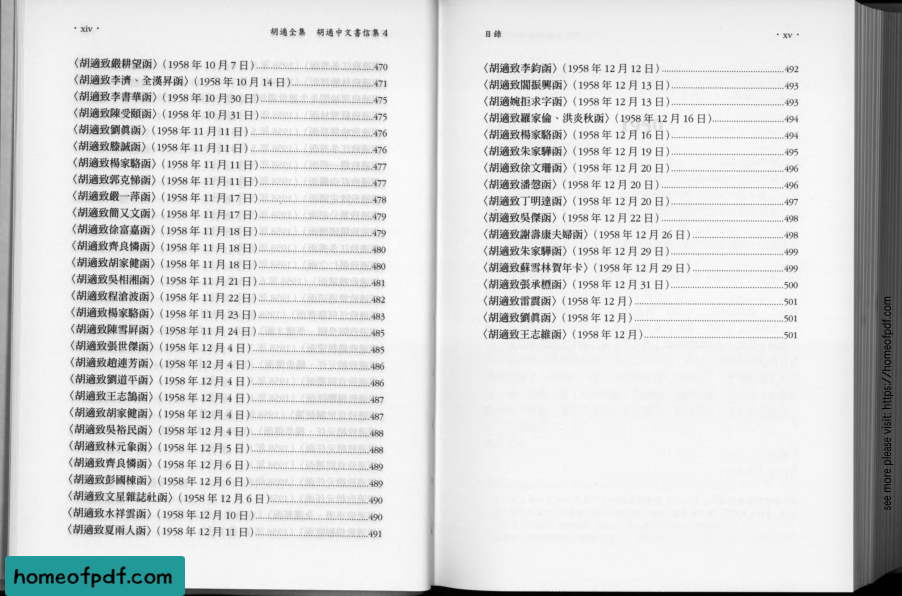 · xiv ·
胡適全集 胡適中文書信集 4
〈胡適致嚴耕望函〉(1958 年 10 月 7 日)......470
〈胡適致李濟、全漢昇函〉(1958 年 10 月 14 日)......471
〈胡適致李書華函〉(1958 年 10 月 30 日)......475
〈胡適致陳受頤函〉(1958 年 10 月 31 日)......475
〈胡適致劉真函〉(1958 年 11 月 11 日)......476
〈胡適致滕誠函〉(1958 年 11 月 11 日)......476
〈胡適致楊家駱函〉(1958 年 11 月 11 日)......477
〈胡適致郭克悌函〉(1958 年 11 月 11 日)......477
〈胡適致嚴一萍函〉(1958 年 11 月 17 日)......478
〈胡適致簡又文函〉(1958 年 11 月 17 日)......479
〈胡適致徐富嘉函〉(1958 年 11 月 18 日)......479
〈胡適致齊良憐函〉(1958 年 11 月 18 日)......480
〈胡適致胡家健函〉(1958 年 11 月 18 日)......480
〈胡適致吳相湘函〉(1958 年 11 月 21 日)......481
〈胡適致程滄波函〉(1958 年 11 月 22 日)......482
〈胡適致楊家駱函〉(1958 年 11 月 23 日)......483
〈胡適致陳雪屏函〉(1958 年 11 月 24 日)......485
〈胡適致張世傑函〉(1958 年 12 月 4 日)......485
〈胡適致趙連芳函〉(1958 年 12 月 4 日)......486
〈胡適致劉道平函〉(1958 年 12 月 4 日)......486
〈胡適致王志鵠函〉(1958 年 12 月 4 日)......487
〈胡適致胡家健函〉(1958 年 12 月 4 日)......487
〈胡適致吳裕民函〉(1958 年 12 月 4 日)......488
〈胡適致林元象函〉(1958 年 12 月 5 日)......488
〈胡適致齊良憐函〉(1958 年 12 月 6 日)......489
〈胡適致彭國棟函〉(1958 年 12 月 6 日)......489
〈胡適致文星雜誌社函〉(1958 年 12 月 6 日)......490
〈胡適致水祥雲函〉(1958 年 12 月 10 日)......490
〈胡適致夏雨人函〉(1958 年 12 月 11 日)......491
目錄
· xv ·
〈胡適致李鈞函〉(1958 年 12 月 12 日)......492
〈胡適致閻振興函〉(1958 年 12 月 13 日)......493
〈胡適婉拒求字函〉(1958 年 12 月 13 日)......493
〈胡適致羅家倫、洪炎秋函〉(1958 年 12 月 16 日)......494
〈胡適致楊家駱函〉(1958 年 12 月 16 日)......494
〈胡適致朱家驊函〉(1958 年 12 月 19 日)......495
〈胡適致徐文珊函〉(1958 年 12 月 20 日)......496
〈胡適致潘愨函〉(1958 年 12 月 20 日)......496
〈胡適致丁明達函〉(1958 年 12 月 20 日)......497
〈胡適致吳傑函〉(1958 年 12 月 22 日)......498
〈胡適致謝壽康夫婦函〉(1958 年 12 月 26 日)......498
〈胡適致朱家驊函〉(1958 年 12 月 29 日)......499
〈胡適致蘇雪林賀年卡〉(1958 年 12 月 29 日)......499
〈胡適致張承槱函〉(1958 年 12 月 31 日)......500
〈胡適致雷震函〉(1958 年 12 月)......501
〈胡適致劉真函〉(1958 年 12 月)......501
〈胡適致王志維函〉(1958 年 12 月)......501
see more please visit: https://homeofpdf.com
homeofpdf.com